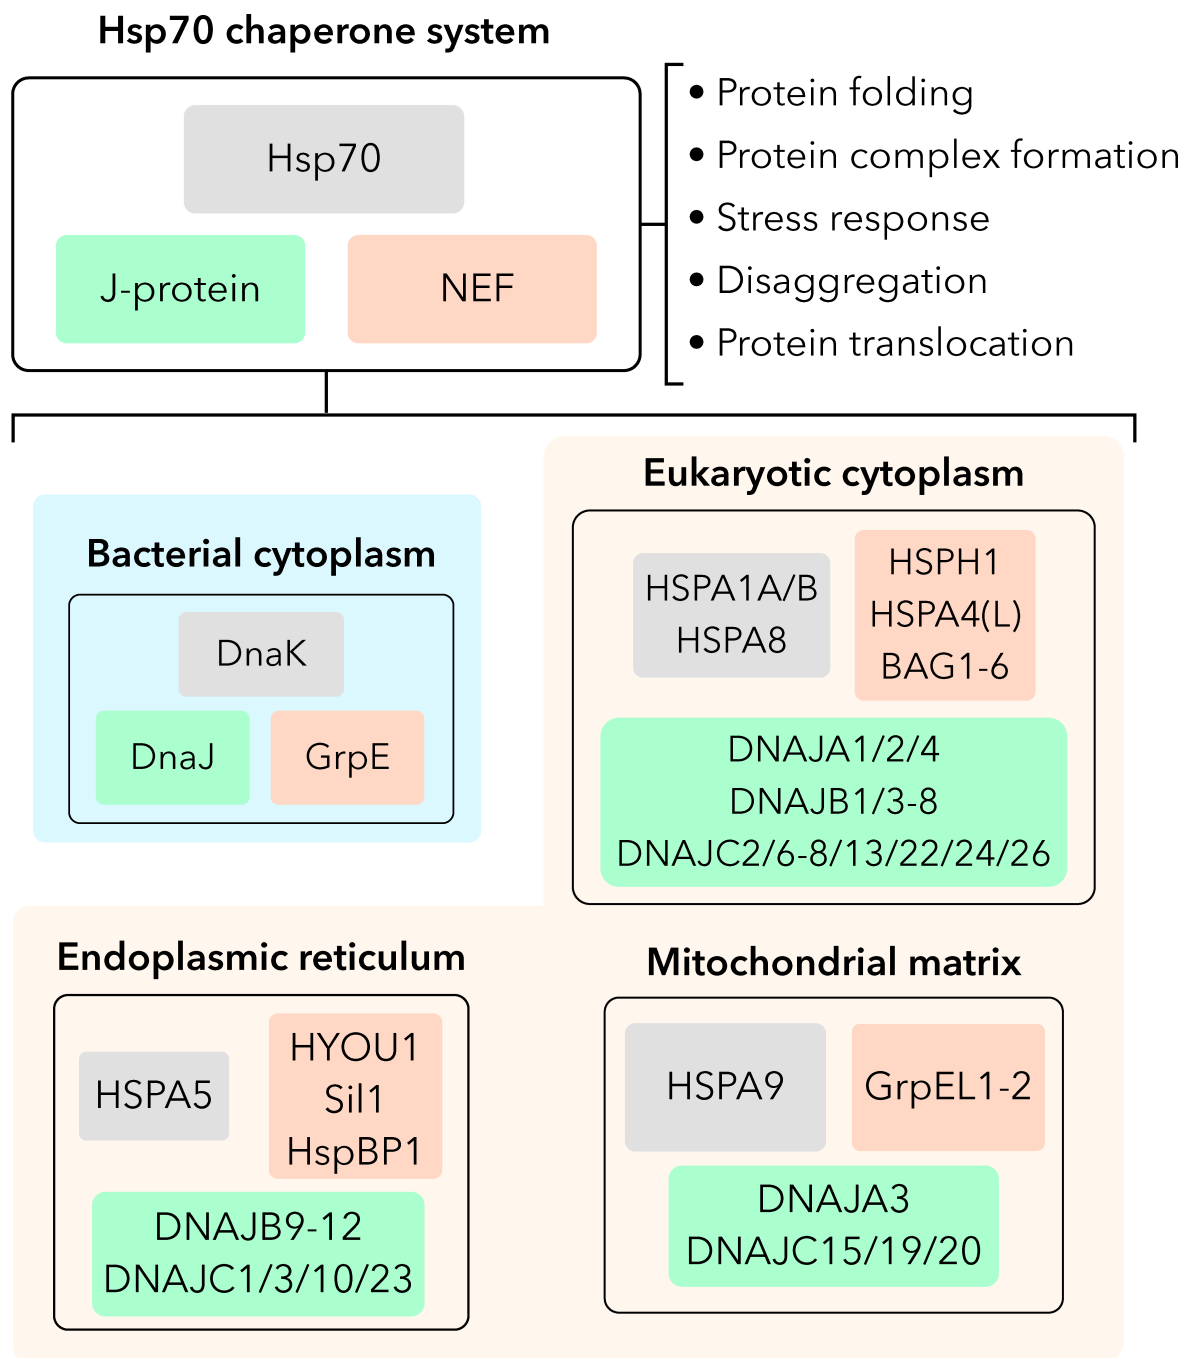 Hsp70 chaperone system
Hsp70
J-protein
NEF
• Protein folding
• Protein complex formation
• Stress response
• Disaggregation
• Protein translocation
Bacterial cytoplasm
DnaK
DnaJ
GrpE
Eukaryotic cytoplasm
HSPA1A/B
HSPA8
HSPH1
HSPA4(L)
BAG1-6
DNAJA1/2/4
DNAJB1/3-8
DNAJC2/6-8/13/22/24/26
Endoplasmic reticulum
HSPA5
HYOU1
Sil1
HspBP1
DNAJB9-12
DNAJC1/3/10/23
Mitochondrial matrix
HSPA9
GrpEL1-2
DNAJA3
DNAJC15/19/20